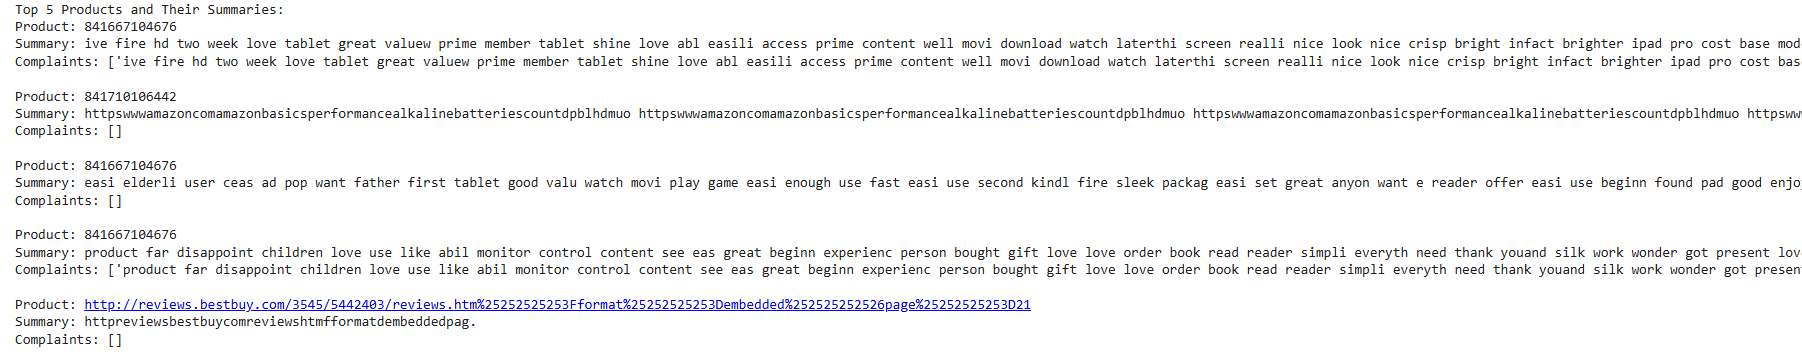 Top 5 Products and Their Summaries:
Product: 841667104676
Summary: ive fire hd two week love tablet great valuew prime member tablet shine love abl easili access prime content well movi download watch laterthi screen realli nice look nice crisp bright infact brighter ipad pro cost base mod
Complaints: ['ive fire hd two week love tablet great valuew prime member tablet shine love abl easili access prime content well movi download watch laterthi screen realli nice look nice crisp bright infact brighter ipad pro cost bas
Product: 841710106442
Summary: httpswwwamazoncomamazonbasicsperformancealkalinebatteriescountdpblhdmuo httpswwwamazoncomamazonbasicsperformancealkalinebatteriescountdpblhdmuo httpswwwamazoncomamazonbasicsperformancealkalinebatteriescountdpblhdmuo httpsww
Complaints: []
Product: 841667104676
Summary: easi elderli user ceas ad pop want father first tablet good valu watch movi play game easi enough use fast easi use second kindl fire sleek packag easi set great anyon want e reader offer easi use beginn found pad good enjo
Complaints: []
Product: 841667104676
Summary: product far disappoint children love use like abil monitor control content see eas great beginn experienc person bought gift love love order book read reader simpli everyth need thank youand silk work wonder got present lov
Complaints: ['product far disappoint children love use like abil monitor control content see eas great beginn experienc person bought gift love love order book read reader simpli everyth need thank youand silk work wonder got presen
Product: http://reviews.bestbuy.com/3545/5442403/reviews.htm%25252525253Fformat%25252525253Dembedded%252525252526page%25252525253D21
Summary: httpreviewsbestbuycomreviewshtmfformatdembeddedpag.
Complaints: []